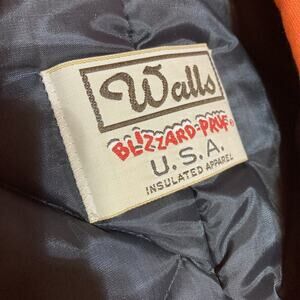 Walls
BLIZZARD-PRUF®
U.S.A.
INSULATED APPAREL